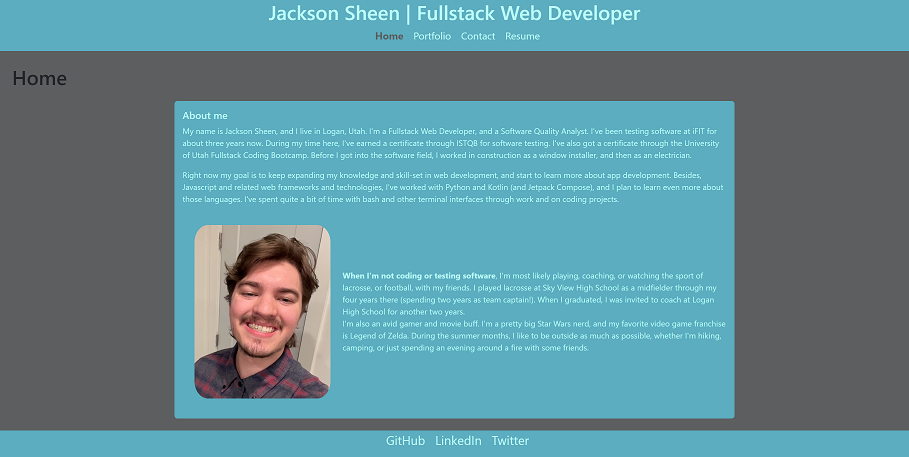 Jackson Sheen | Fullstack Web Developer
Home Portfolio Contact Resume
Home
About me
My name is Jackson Sheen, and I live in Logan, Utah. I'm a Fullstack Web Developer, and a Software Quality Analyst. I've been testing software at iFIT for
about three years now. During my time here, I've earned a certificate through ISTQB for software testing. I've also got a certificate through the University
of Utah Fullstack Coding Bootcamp. Before I got into the software field, I worked in construction as a window installer, and then as an electrician.
Right now my goal is to keep expanding my knowledge and skill-set in web development, and start to learn more about app development. Besides,
Javascript and related web frameworks and technologies, I've worked with Python and Kotlin (and Jetpack Compose), and I plan to learn even more about
those languages. I've spent quite a bit of time with bash and other terminal interfaces through work and on coding projects.
When I'm not coding or testing software, I'm most likely playing, coaching, or watching the sport of
lacrosse, or football, with my friends. I played lacrosse at Sky View High School as a midfielder through my
four years there (spending two years as team captain!). When I graduated, I was invited to coach at Logan
High School for another two years.
I'm also an avid gamer and movie buff. I'm a pretty big Star Wars nerd, and my favorite video game franchise
is Legend of Zelda. During the summer months, I like to be outside as much as possible, whether I'm hiking,
camping, or just spending an evening around a fire with some friends.
GitHub LinkedIn Twitter